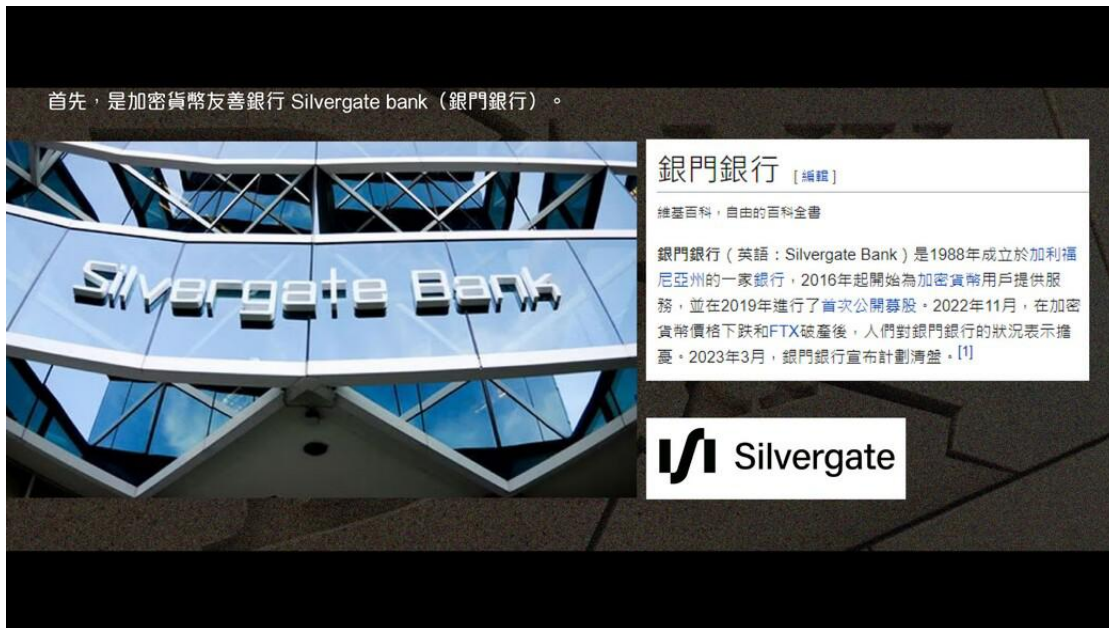 首先，是加密貨幣友善銀行 Silvergate bank（銀門銀行）。
Silvergate Bank
銀門銀行 [編輯]
維基百科，自由的百科全書
銀門銀行（英語：Silvergate Bank）是1988年成立於加利福
尼亞州的一家銀行，2016年起開始為加密貨幣用戶提供服
務，並在2019年進行了首次公開募股。2022年11月，在加密
貨幣價格下跌和FTX破產後，人們對銀門銀行的狀況表示擔
憂。2023年3月，銀門銀行宣布計劃清盤。[1]
Silvergate